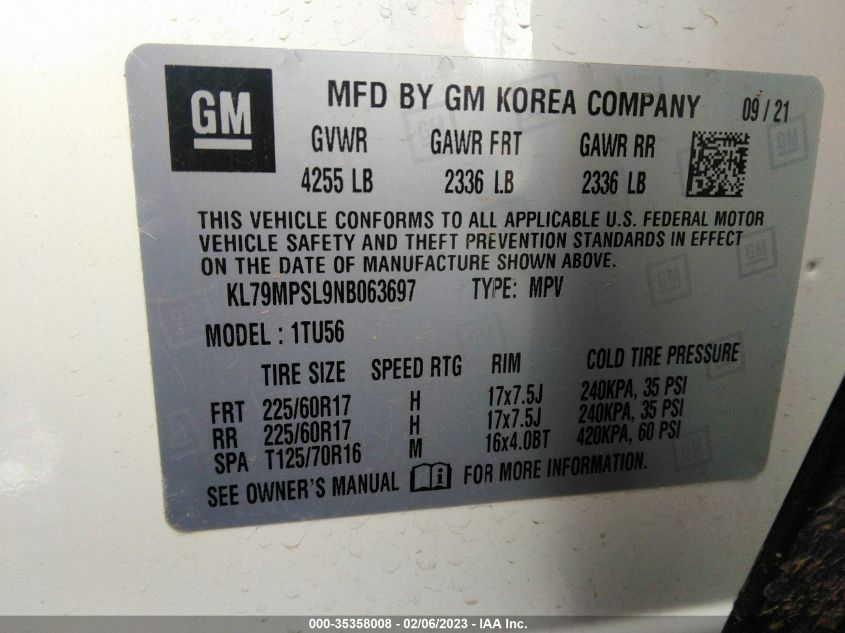 GM
MFD BY GM KOREA COMPANY 09/21
GVWR GAWR FRT GAWR RR
4255 LB 2336 LB 2336 LB
THIS VEHICLE CONFORMS TO ALL APPLICABLE U.S. FEDERAL MOTOR
VEHICLE SAFETY AND THEFT PREVENTION STANDARDS IN EFFECT
ON THE DATE OF MANUFACTURE SHOWN ABOVE.
KL79MPSL9NB063697 TYPE: MPV
MODEL : 1TU56
TIRE SIZE SPEED RTG RIM COLD TIRE PRESSURE
FRT 225/60R17 H 17x7.5J 240KPA, 35 PSI
RR 225/60R17 H 17x7.5J 240KPA, 35 PSI
SPA T125/70R16 M 16x4.0BT 420KPA, 60 PSI
SEE OWNER'S MANUAL i FOR MORE INFORMATION.
000-35358008 - 02/06/2023 - IAA Inc.